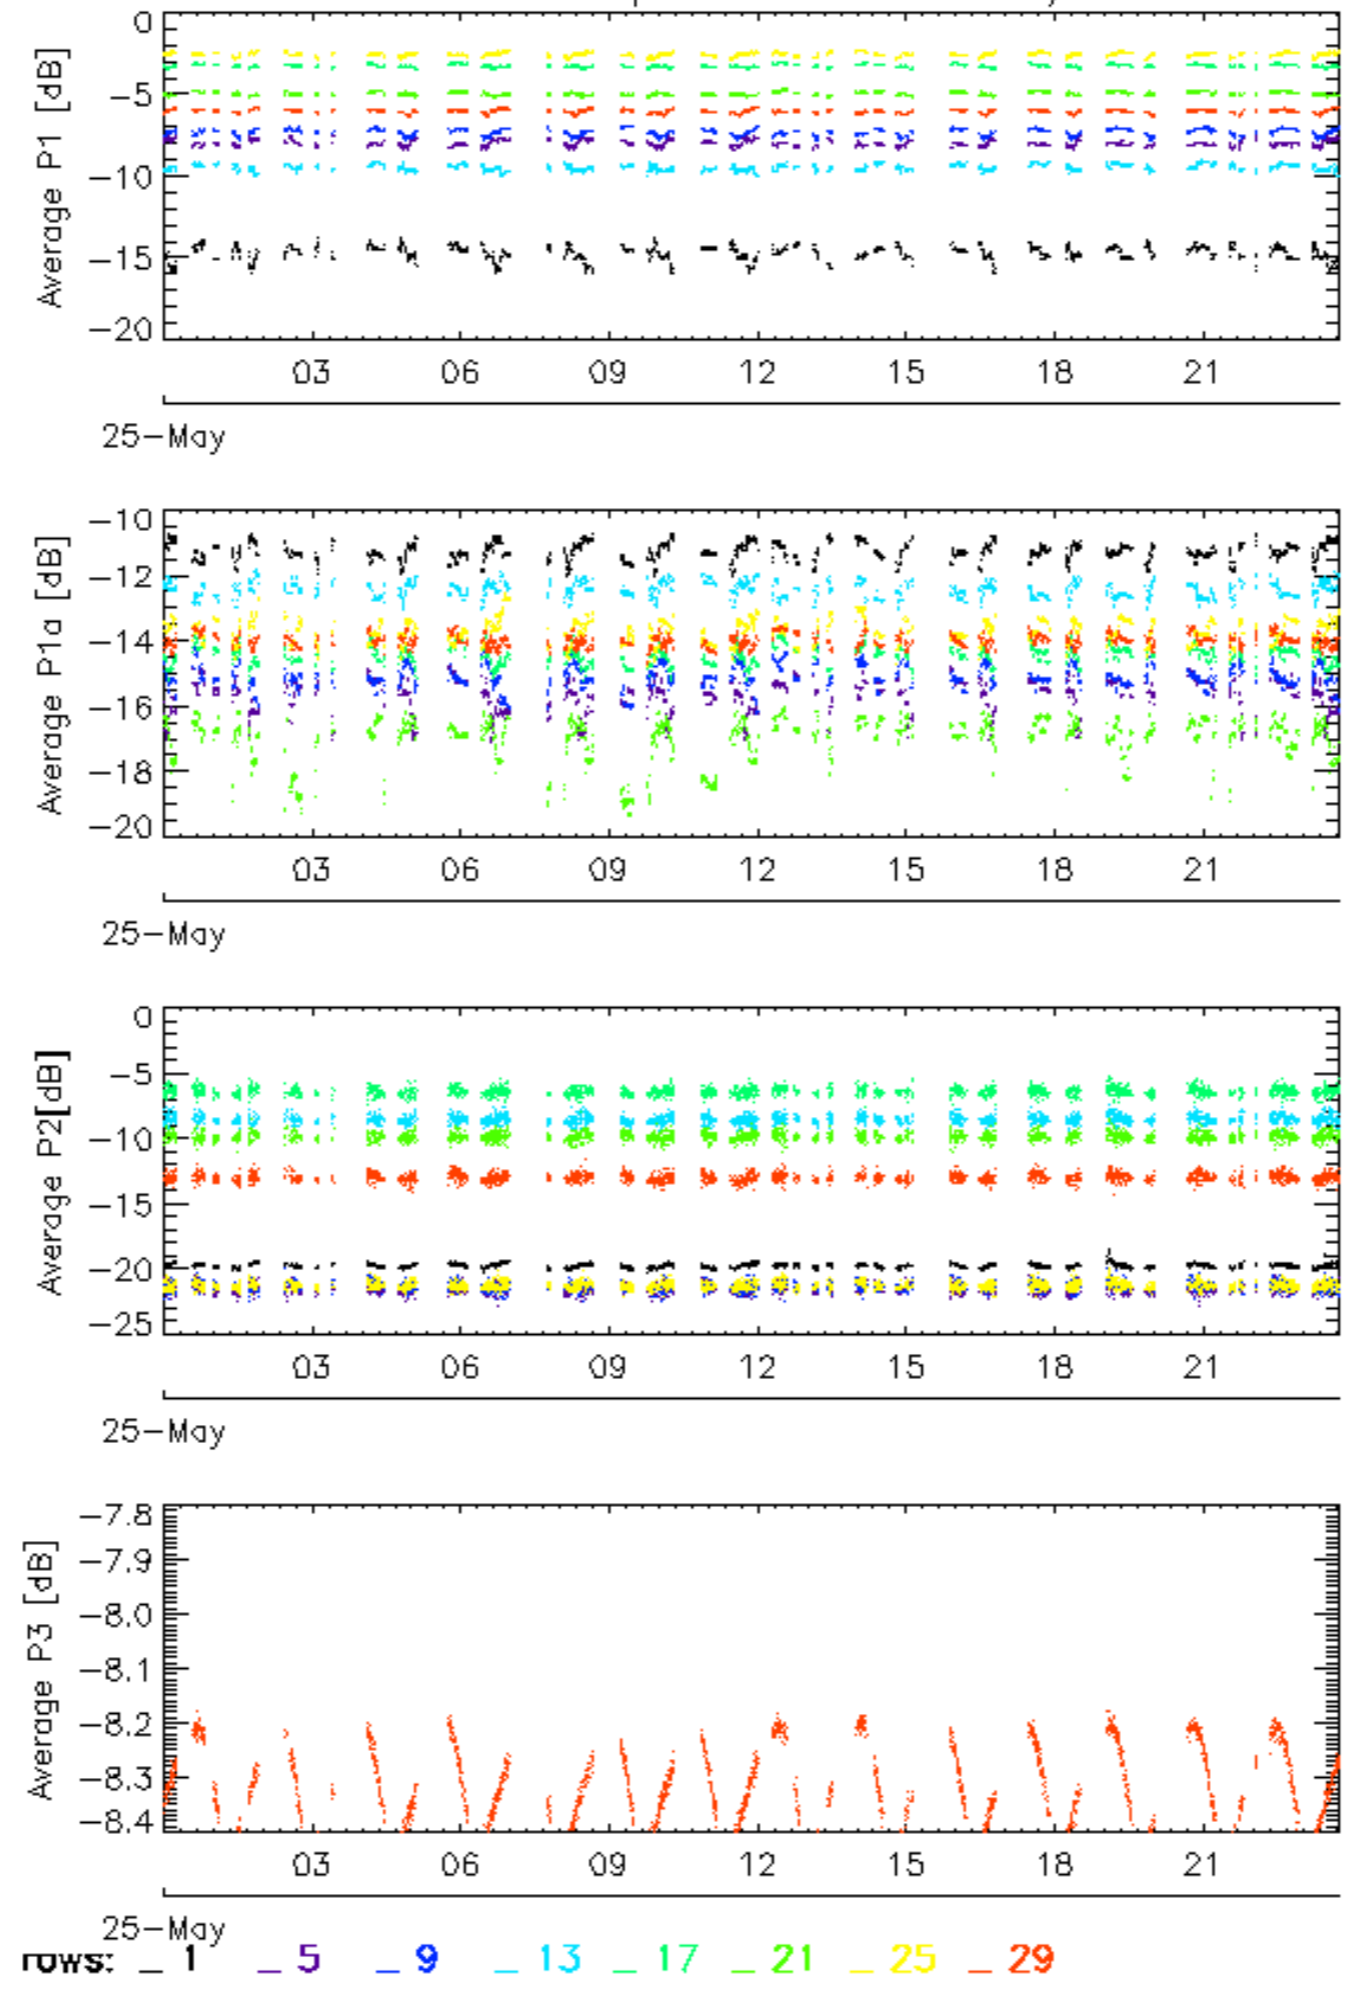 0
−5
−10
−15
−20
Average P1 [dB]
03 06 09 12 15 18 21
25−May
−10
−12
−14
−16
−18
−20
Average P1a [dB]
03 06 09 12 15 18 21
25−May
0
−5
−10
−15
−20
−25
Average P2[dB]
03 06 09 12 15 18 21
25−May
−7.8
−7.9
−8.0
−8.1
−8.2
−8.3
−8.4
Average P3 [dB]
03 06 09 12 15 18 21
25−May
rows: _ 1 _ 5 _ 9 _ 13 _ 17 _ 21 _ 25 _ 29